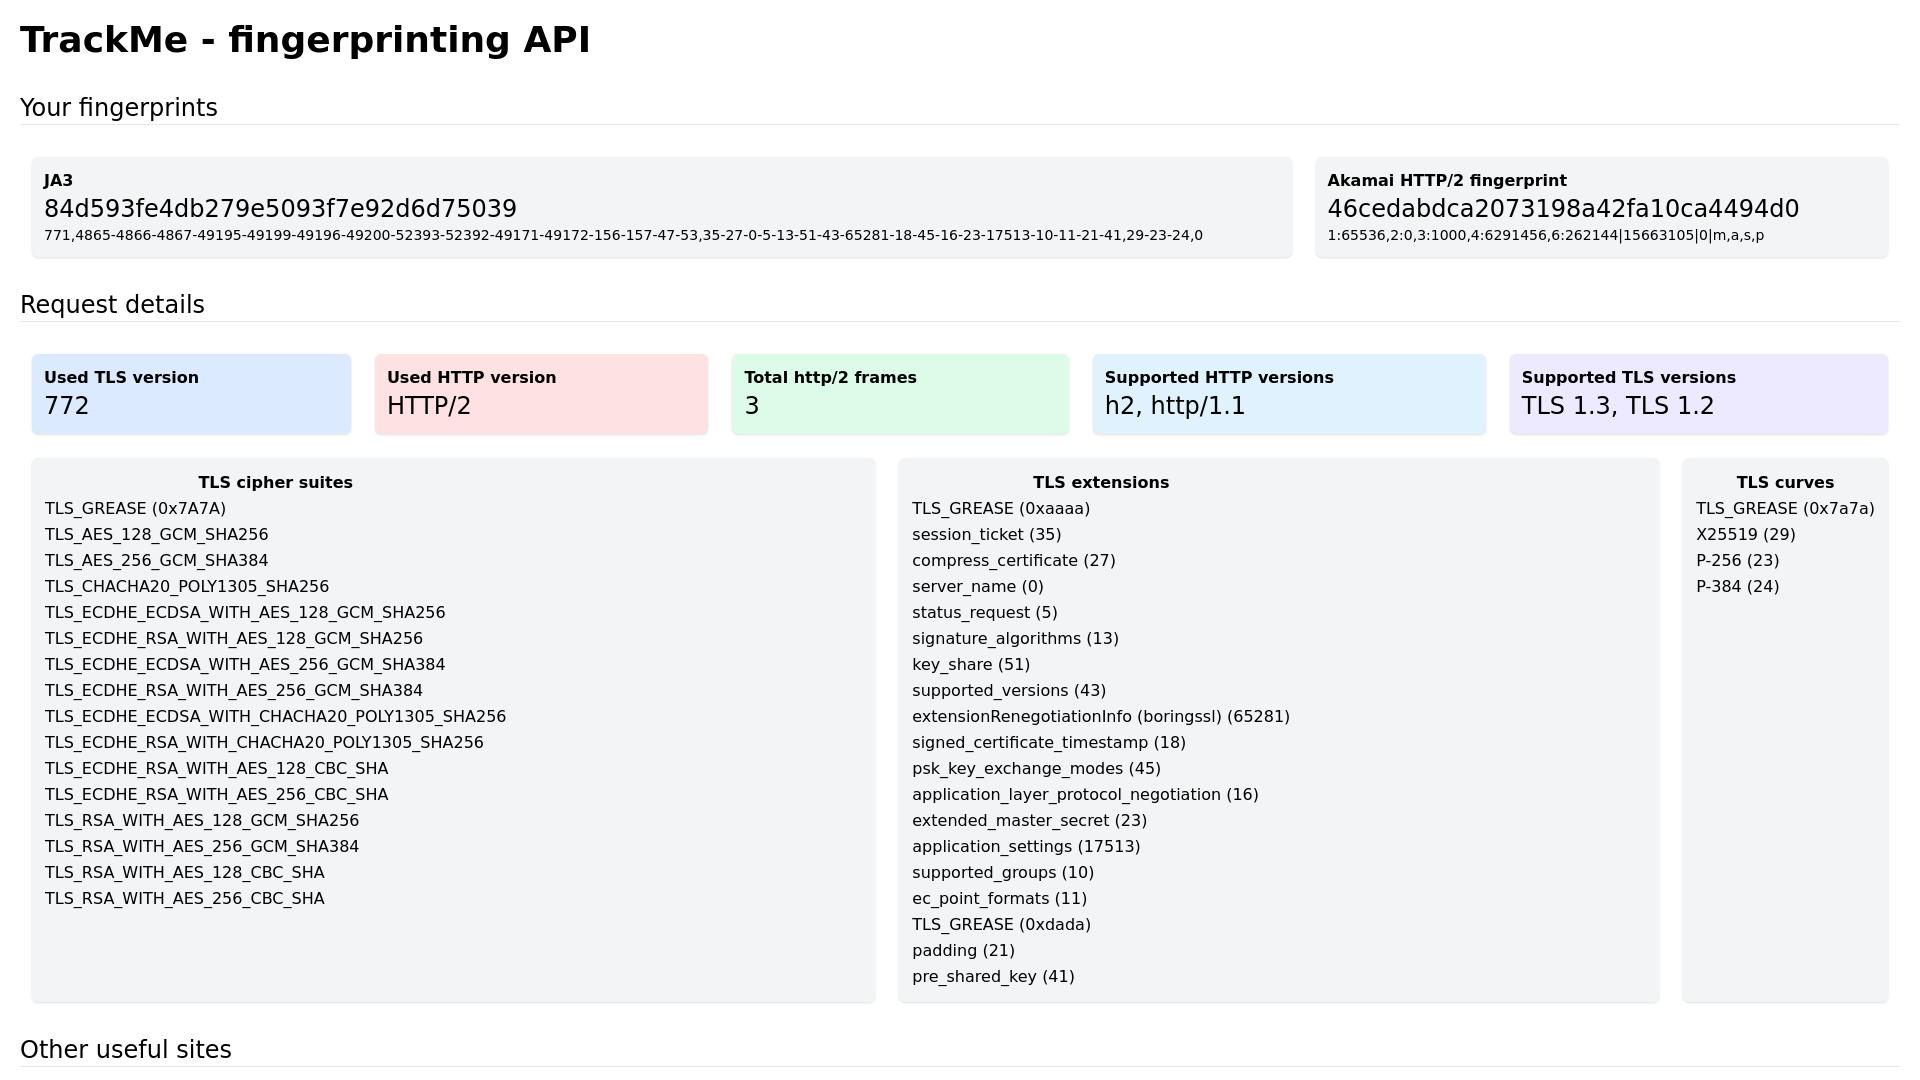 TrackMe - fingerprinting API
Your fingerprints
JA3
84d593fe4db279e5093f7e92d6d75039
771,4865-4866-4867-49195-49199-49196-49200-52393-52392-49171-49172-156-157-47-53,35-27-0-5-13-51-43-65281-18-45-16-23-17513-10-11-21-41,29-23-24,0
Akamai HTTP/2 fingerprint
46cedabdca2073198a42fa10ca4494d0
1:65536,2:0,3:1000,4:6291456,6:262144|15663105|0|m,a,s,p
Request details
Used TLS version
772
Used HTTP version
HTTP/2
Total http/2 frames
3
Supported HTTP versions
h2, http/1.1
Supported TLS versions
TLS 1.3, TLS 1.2
TLS cipher suites
TLS_GREASE (0x7A7A)
TLS_AES_128_GCM_SHA256
TLS_AES_256_GCM_SHA384
TLS_CHACHA20_POLY1305_SHA256
TLS_ECDHE_ECDSA_WITH_AES_128_GCM_SHA256
TLS_ECDHE_RSA_WITH_AES_128_GCM_SHA256
TLS_ECDHE_ECDSA_WITH_AES_256_GCM_SHA384
TLS_ECDHE_RSA_WITH_AES_256_GCM_SHA384
TLS_ECDHE_ECDSA_WITH_CHACHA20_POLY1305_SHA256
TLS_ECDHE_RSA_WITH_CHACHA20_POLY1305_SHA256
TLS_ECDHE_RSA_WITH_AES_128_CBC_SHA
TLS_ECDHE_RSA_WITH_AES_256_CBC_SHA
TLS_RSA_WITH_AES_128_GCM_SHA256
TLS_RSA_WITH_AES_256_GCM_SHA384
TLS_RSA_WITH_AES_128_CBC_SHA
TLS_RSA_WITH_AES_256_CBC_SHA
TLS extensions
TLS_GREASE (0xaaaa)
session_ticket (35)
compress_certificate (27)
server_name (0)
status_request (5)
signature_algorithms (13)
key_share (51)
supported_versions (43)
extensionRenegotiationInfo (boringssl) (65281)
signed_certificate_timestamp (18)
psk_key_exchange_modes (45)
application_layer_protocol_negotiation (16)
extended_master_secret (23)
application_settings (17513)
supported_groups (10)
ec_point_formats (11)
TLS_GREASE (0xdada)
padding (21)
pre_shared_key (41)
TLS curves
TLS_GREASE (0x7a7a)
X25519 (29)
P-256 (23)
P-384 (24)
Other useful sites